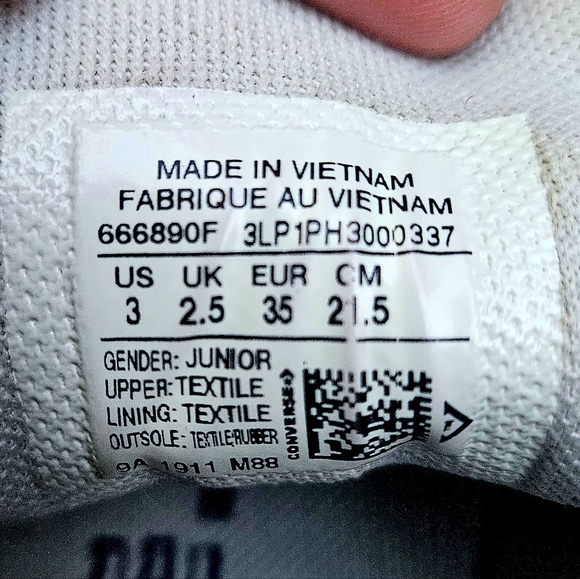 MADE IN VIETNAM
FABRIQUE AU VIETNAM
666890F 3LP1PH3000337
US UK EUR CM
3 2.5 35 21.5
GENDER: JUNIOR
UPPER: TEXTILE
LINING: TEXTILE
OUTSOLE: TEXTILE/RUBBER
CONVERSE
9A 1911 M88